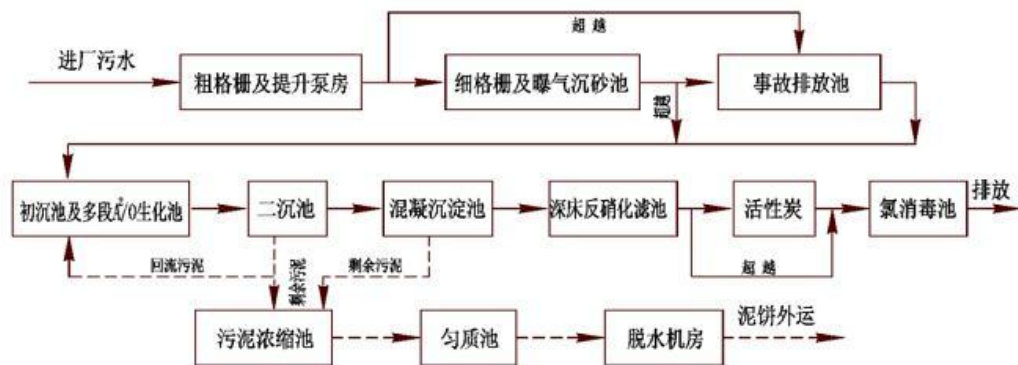 超 越
进厂污水
粗格栅及提升泵房
细格栅及曝气沉砂池
事故排放池
超越
初沉池及多段A²/O生化池
二沉池
混凝沉淀池
深床反硝化滤池
活性炭
氯消毒池
排放
回流污泥
剩余污泥
剩余污泥
超 越
污泥浓缩池
匀质池
脱水机房
泥饼外运